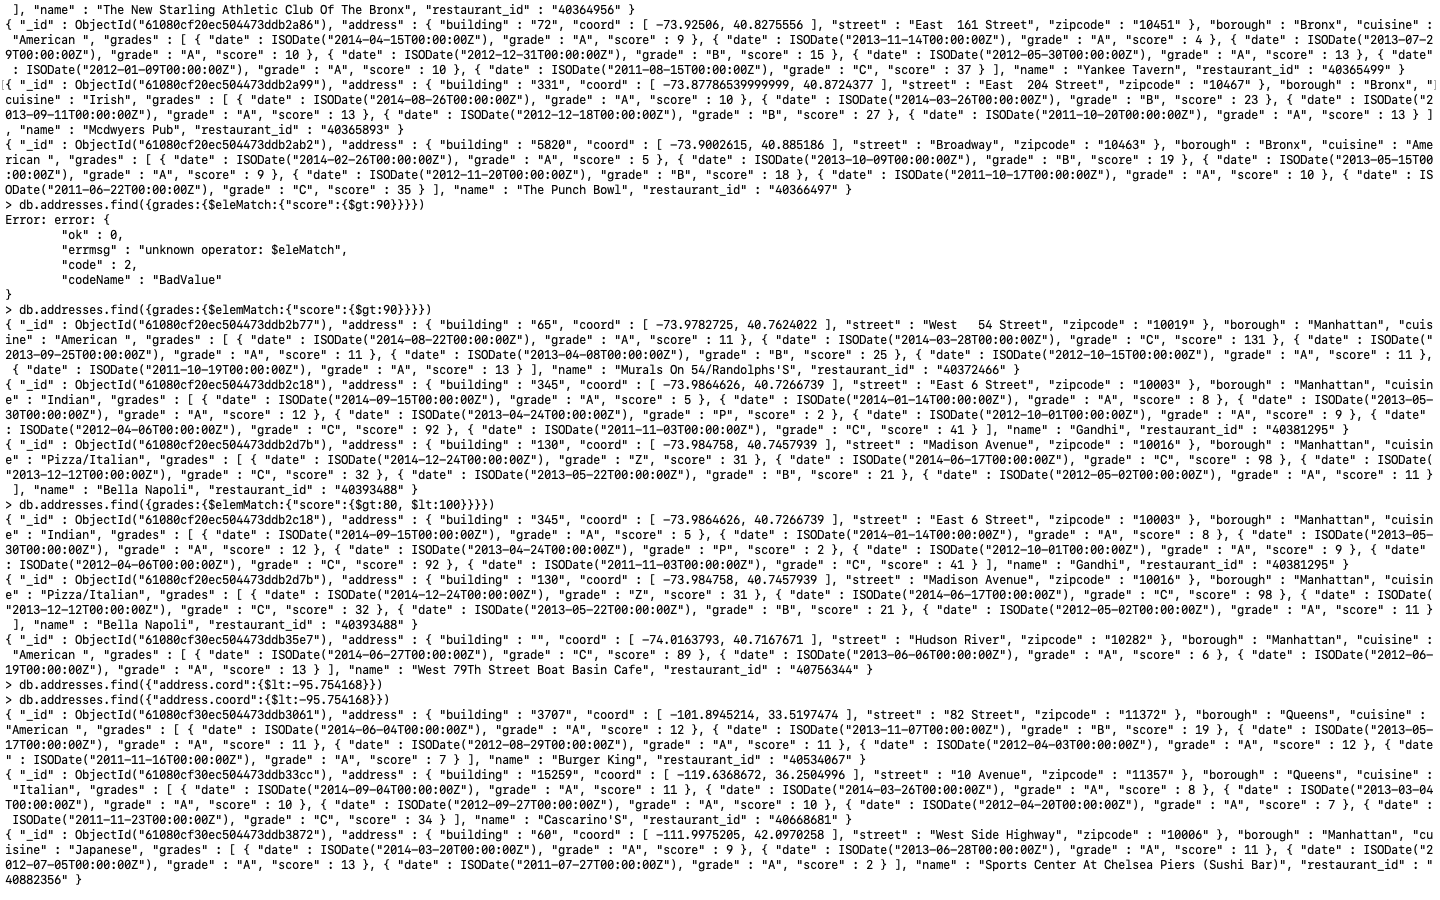 ], "name" : "The New Starling Athletic Club Of The Bronx", "restaurant_id" : "40364956" }
{ "_id" : ObjectId("61080cf20ec504473ddb2a86"), "address" : { "building" : "72", "coord" : [ -73.92506, 40.8275556 ], "street" : "East  161 Street", "zipcode" : "10451" }, "borough" : "Bronx", "cuisine" :
 "American ", "grades" : [ { "date" : ISODate("2014-04-15T00:00:00Z"), "grade" : "A", "score" : 9 }, { "date" : ISODate("2013-11-14T00:00:00Z"), "grade" : "A", "score" : 4 }, { "date" : ISODate("2013-07-2
9T00:00:00Z"), "grade" : "A", "score" : 10 }, { "date" : ISODate("2012-12-31T00:00:00Z"), "grade" : "B", "score" : 15 }, { "date" : ISODate("2012-05-30T00:00:00Z"), "grade" : "A", "score" : 13 }, { "date"
 : ISODate("2012-01-09T00:00:00Z"), "grade" : "A", "score" : 10 }, { "date" : ISODate("2011-08-15T00:00:00Z"), "grade" : "C", "score" : 37 } ], "name" : "Yankee Tavern", "restaurant_id" : "40365499" }
{ "_id" : ObjectId("61080cf20ec504473ddb2a99"), "address" : { "building" : "331", "coord" : [ -73.87786539999999, 40.8724377 ], "street" : "East  204 Street", "zipcode" : "10467" }, "borough" : "Bronx", "
cuisine" : "Irish", "grades" : [ { "date" : ISODate("2014-08-26T00:00:00Z"), "grade" : "A", "score" : 10 }, { "date" : ISODate("2014-03-26T00:00:00Z"), "grade" : "B", "score" : 23 }, { "date" : ISODate("2
013-09-11T00:00:00Z"), "grade" : "A", "score" : 13 }, { "date" : ISODate("2012-12-18T00:00:00Z"), "grade" : "B", "score" : 27 }, { "date" : ISODate("2011-10-20T00:00:00Z"), "grade" : "A", "score" : 13 } ]
, "name" : "Mcdwyers Pub", "restaurant_id" : "40365893" }
{ "_id" : ObjectId("61080cf20ec504473ddb2ab2"), "address" : { "building" : "5820", "coord" : [ -73.9002615, 40.885186 ], "street" : "Broadway", "zipcode" : "10463" }, "borough" : "Bronx", "cuisine" : "Ame
rican ", "grades" : [ { "date" : ISODate("2014-02-26T00:00:00Z"), "grade" : "A", "score" : 5 }, { "date" : ISODate("2013-10-09T00:00:00Z"), "grade" : "B", "score" : 19 }, { "date" : ISODate("2013-05-15T00
:00:00Z"), "grade" : "A", "score" : 9 }, { "date" : ISODate("2012-11-20T00:00:00Z"), "grade" : "B", "score" : 18 }, { "date" : ISODate("2011-10-17T00:00:00Z"), "grade" : "A", "score" : 10 }, { "date" : IS
ODate("2011-06-22T00:00:00Z"), "grade" : "C", "score" : 35 } ], "name" : "The Punch Bowl", "restaurant_id" : "40366497" }
> db.addresses.find({grades:{$eleMatch:{"score":{$gt:90}}}})
Error: error: {
        "ok" : 0,
        "errmsg" : "unknown operator: $eleMatch",
        "code" : 2,
        "codeName" : "BadValue"
}
> db.addresses.find({grades:{$elemMatch:{"score":{$gt:90}}}})
{ "_id" : ObjectId("61080cf20ec504473ddb2b77"), "address" : { "building" : "65", "coord" : [ -73.9782725, 40.7624022 ], "street" : "West   54 Street", "zipcode" : "10019" }, "borough" : "Manhattan", "cuis
ine" : "American ", "grades" : [ { "date" : ISODate("2014-08-22T00:00:00Z"), "grade" : "A", "score" : 11 }, { "date" : ISODate("2014-03-28T00:00:00Z"), "grade" : "C", "score" : 131 }, { "date" : ISODate("
2013-09-25T00:00:00Z"), "grade" : "A", "score" : 11 }, { "date" : ISODate("2013-04-08T00:00:00Z"), "grade" : "B", "score" : 25 }, { "date" : ISODate("2012-10-15T00:00:00Z"), "grade" : "A", "score" : 11 },
 { "date" : ISODate("2011-10-19T00:00:00Z"), "grade" : "A", "score" : 13 } ], "name" : "Murals On 54/Randolphs'S", "restaurant_id" : "40372466" }
{ "_id" : ObjectId("61080cf20ec504473ddb2c18"), "address" : { "building" : "345", "coord" : [ -73.9864626, 40.7266739 ], "street" : "East 6 Street", "zipcode" : "10003" }, "borough" : "Manhattan", "cuisin
e" : "Indian", "grades" : [ { "date" : ISODate("2014-09-15T00:00:00Z"), "grade" : "A", "score" : 5 }, { "date" : ISODate("2014-01-14T00:00:00Z"), "grade" : "A", "score" : 8 }, { "date" : ISODate("2013-05-
30T00:00:00Z"), "grade" : "A", "score" : 12 }, { "date" : ISODate("2013-04-24T00:00:00Z"), "grade" : "P", "score" : 2 }, { "date" : ISODate("2012-10-01T00:00:00Z"), "grade" : "A", "score" : 9 }, { "date"
: ISODate("2012-04-06T00:00:00Z"), "grade" : "C", "score" : 92 }, { "date" : ISODate("2011-11-03T00:00:00Z"), "grade" : "C", "score" : 41 } ], "name" : "Gandhi", "restaurant_id" : "40381295" }
{ "_id" : ObjectId("61080cf20ec504473ddb2d7b"), "address" : { "building" : "130", "coord" : [ -73.984758, 40.7457939 ], "street" : "Madison Avenue", "zipcode" : "10016" }, "borough" : "Manhattan", "cuisin
e" : "Pizza/Italian", "grades" : [ { "date" : ISODate("2014-12-24T00:00:00Z"), "grade" : "Z", "score" : 31 }, { "date" : ISODate("2014-06-17T00:00:00Z"), "grade" : "C", "score" : 98 }, { "date" : ISODate(
"2013-12-12T00:00:00Z"), "grade" : "C", "score" : 32 }, { "date" : ISODate("2013-05-22T00:00:00Z"), "grade" : "B", "score" : 21 }, { "date" : ISODate("2012-05-02T00:00:00Z"), "grade" : "A", "score" : 11 }
 ], "name" : "Bella Napoli", "restaurant_id" : "40393488" }
> db.addresses.find({grades:{$elemMatch:{"score":{$gt:80, $lt:100}}}})
{ "_id" : ObjectId("61080cf20ec504473ddb2c18"), "address" : { "building" : "345", "coord" : [ -73.9864626, 40.7266739 ], "street" : "East 6 Street", "zipcode" : "10003" }, "borough" : "Manhattan", "cuisin
e" : "Indian", "grades" : [ { "date" : ISODate("2014-09-15T00:00:00Z"), "grade" : "A", "score" : 5 }, { "date" : ISODate("2014-01-14T00:00:00Z"), "grade" : "A", "score" : 8 }, { "date" : ISODate("2013-05-
30T00:00:00Z"), "grade" : "A", "score" : 12 }, { "date" : ISODate("2013-04-24T00:00:00Z"), "grade" : "P", "score" : 2 }, { "date" : ISODate("2012-10-01T00:00:00Z"), "grade" : "A", "score" : 9 }, { "date"
: ISODate("2012-04-06T00:00:00Z"), "grade" : "C", "score" : 92 }, { "date" : ISODate("2011-11-03T00:00:00Z"), "grade" : "C", "score" : 41 } ], "name" : "Gandhi", "restaurant_id" : "40381295" }
{ "_id" : ObjectId("61080cf20ec504473ddb2d7b"), "address" : { "building" : "130", "coord" : [ -73.984758, 40.7457939 ], "street" : "Madison Avenue", "zipcode" : "10016" }, "borough" : "Manhattan", "cuisin
e" : "Pizza/Italian", "grades" : [ { "date" : ISODate("2014-12-24T00:00:00Z"), "grade" : "Z", "score" : 31 }, { "date" : ISODate("2014-06-17T00:00:00Z"), "grade" : "C", "score" : 98 }, { "date" : ISODate(
"2013-12-12T00:00:00Z"), "grade" : "C", "score" : 32 }, { "date" : ISODate("2013-05-22T00:00:00Z"), "grade" : "B", "score" : 21 }, { "date" : ISODate("2012-05-02T00:00:00Z"), "grade" : "A", "score" : 11 }
 ], "name" : "Bella Napoli", "restaurant_id" : "40393488" }
{ "_id" : ObjectId("61080cf30ec504473ddb35e7"), "address" : { "building" : "", "coord" : [ -74.0163793, 40.7167671 ], "street" : "Hudson River", "zipcode" : "10282" }, "borough" : "Manhattan", "cuisine" :
 "American ", "grades" : [ { "date" : ISODate("2014-06-27T00:00:00Z"), "grade" : "C", "score" : 89 }, { "date" : ISODate("2013-06-06T00:00:00Z"), "grade" : "A", "score" : 6 }, { "date" : ISODate("2012-06-
19T00:00:00Z"), "grade" : "A", "score" : 13 } ], "name" : "West 79Th Street Boat Basin Cafe", "restaurant_id" : "40756344" }
> db.addresses.find({"address.cord":{$lt:-95.754168}})
> db.addresses.find({"address.coord":{$lt:-95.754168}})
{ "_id" : ObjectId("61080cf30ec504473ddb3061"), "address" : { "building" : "3707", "coord" : [ -101.8945214, 33.5197474 ], "street" : "82 Street", "zipcode" : "11372" }, "borough" : "Queens", "cuisine" :
"American ", "grades" : [ { "date" : ISODate("2014-06-04T00:00:00Z"), "grade" : "A", "score" : 12 }, { "date" : ISODate("2013-11-07T00:00:00Z"), "grade" : "B", "score" : 19 }, { "date" : ISODate("2013-05-
17T00:00:00Z"), "grade" : "A", "score" : 11 }, { "date" : ISODate("2012-08-29T00:00:00Z"), "grade" : "A", "score" : 11 }, { "date" : ISODate("2012-04-03T00:00:00Z"), "grade" : "A", "score" : 12 }, { "date
" : ISODate("2011-11-16T00:00:00Z"), "grade" : "A", "score" : 7 } ], "name" : "Burger King", "restaurant_id" : "40534067" }
{ "_id" : ObjectId("61080cf30ec504473ddb33cc"), "address" : { "building" : "15259", "coord" : [ -119.6368672, 36.2504996 ], "street" : "10 Avenue", "zipcode" : "11357" }, "borough" : "Queens", "cuisine" :
 "Italian", "grades" : [ { "date" : ISODate("2014-09-04T00:00:00Z"), "grade" : "A", "score" : 11 }, { "date" : ISODate("2014-03-26T00:00:00Z"), "grade" : "A", "score" : 8 }, { "date" : ISODate("2013-03-04
T00:00:00Z"), "grade" : "A", "score" : 10 }, { "date" : ISODate("2012-09-27T00:00:00Z"), "grade" : "A", "score" : 10 }, { "date" : ISODate("2012-04-20T00:00:00Z"), "grade" : "A", "score" : 7 }, { "date" :
 ISODate("2011-11-23T00:00:00Z"), "grade" : "C", "score" : 34 } ], "name" : "Cascarino'S", "restaurant_id" : "40668681" }
{ "_id" : ObjectId("61080cf30ec504473ddb3872"), "address" : { "building" : "60", "coord" : [ -111.9975205, 42.0970258 ], "street" : "West Side Highway", "zipcode" : "10006" }, "borough" : "Manhattan", "cu
isine" : "Japanese", "grades" : [ { "date" : ISODate("2014-03-20T00:00:00Z"), "grade" : "A", "score" : 9 }, { "date" : ISODate("2013-06-28T00:00:00Z"), "grade" : "A", "score" : 11 }, { "date" : ISODate("2
012-07-05T00:00:00Z"), "grade" : "A", "score" : 13 }, { "date" : ISODate("2011-07-27T00:00:00Z"), "grade" : "A", "score" : 2 } ], "name" : "Sports Center At Chelsea Piers (Sushi Bar)", "restaurant_id" : "
40882356" }